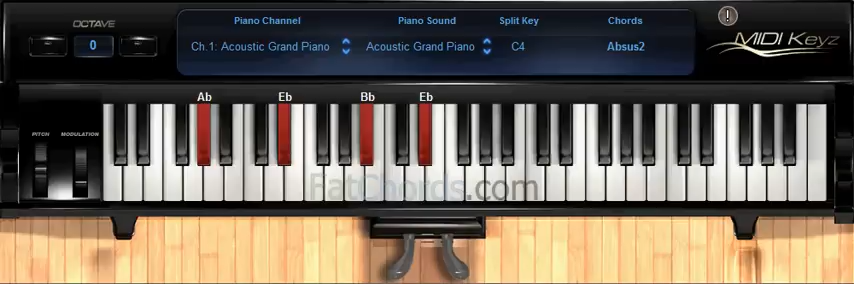 OCTAVE
0
Piano Channel Piano Sound Split Key Chords
Ch.1: Acoustic Grand Piano Acoustic Grand Piano C4 Absus2
!
MIDI Keyz
Ab Eb Bb Eb
PITCH MODULATION
FatChords.com